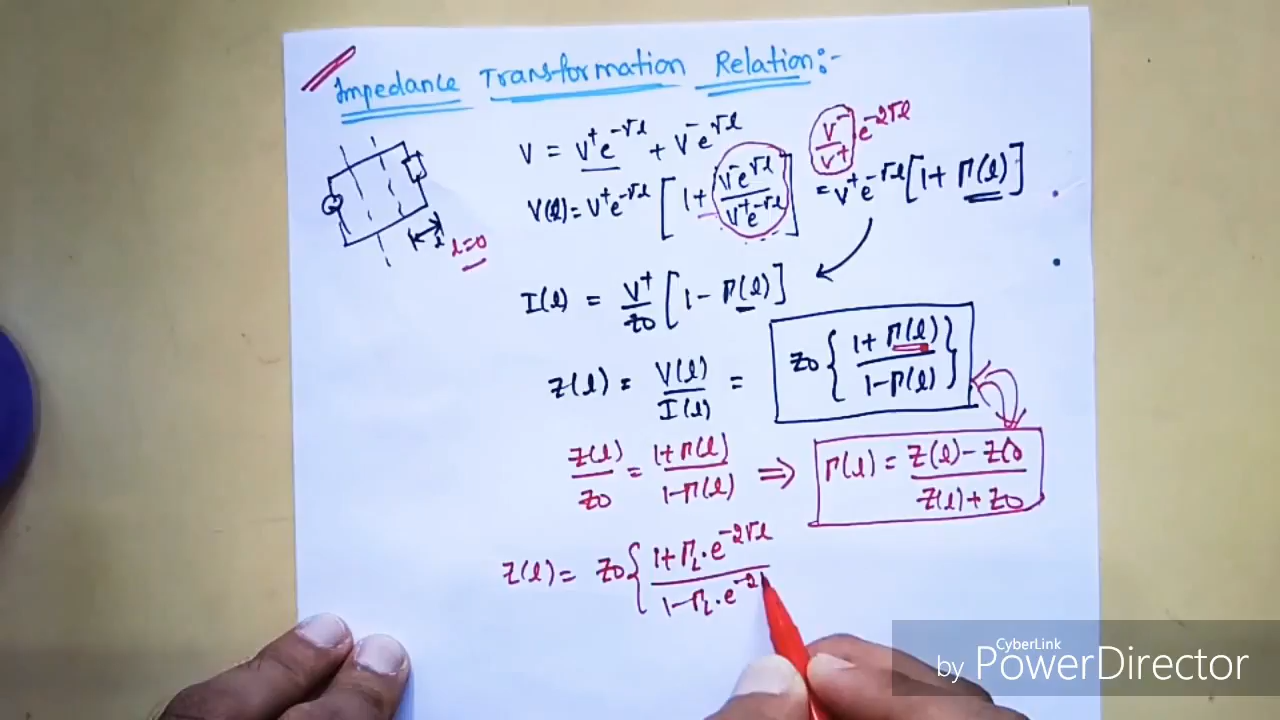 Impedance Transformation Relation:-
V = V⁺e^-γl + V⁻e^γl
V⁻/V⁺ e^-2γl
V(l) = V⁺e^-γl [1 + V⁻e^γl / V⁺e^-γl] = V⁺e^-γl [1 + Γ(l)]
l
l=0
I(l) = V⁺/Z0 [1 - Γ(l)]
Z(l) = V(l)/I(l) = Z0 {1 + Γ(l) / 1 - Γ(l)}
Z(l)/Z0 = 1+Γ(l) / 1-Γ(l) ⇒ Γ(l) = Z(l) - Z0 / Z(l) + Z0
Z(l) = Z0 {1+ΓL·e^-2γl / 1-ΓL·e^-2
CyberLink
by PowerDirector